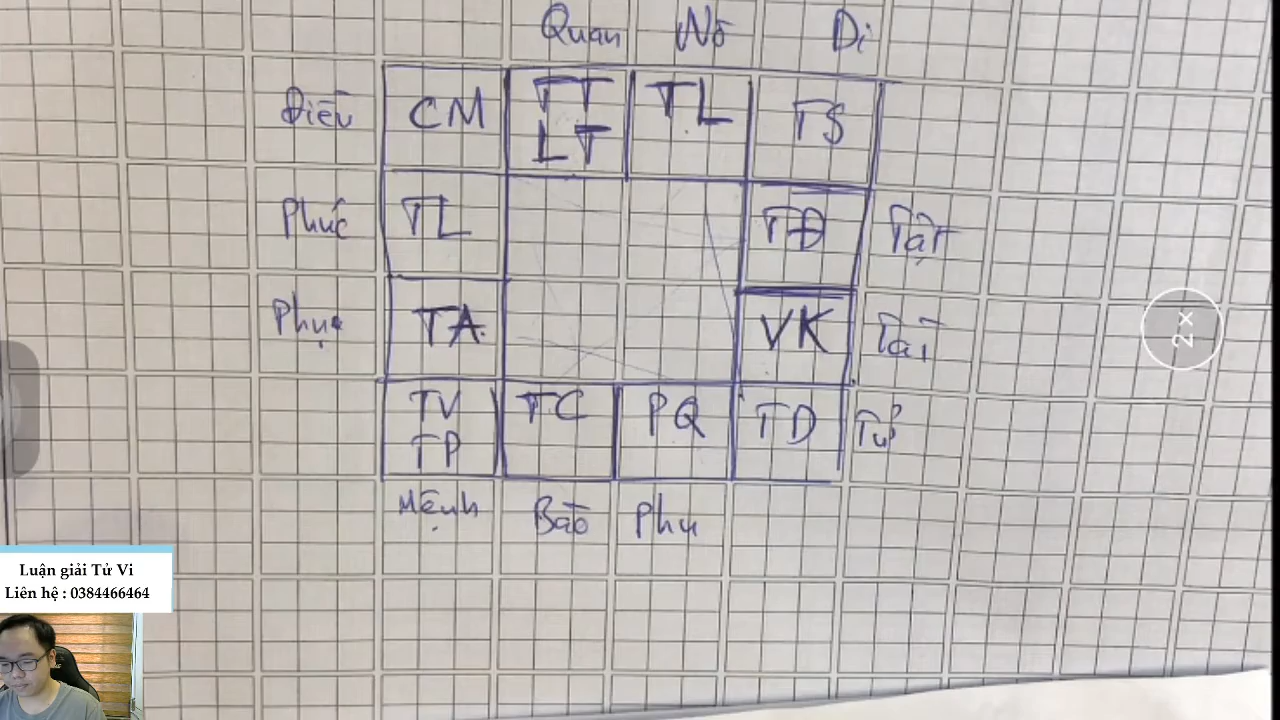 Quan Nô Di
Điền CM TT TL TS
LT
Phúc TL TĐ Tật
Phụ TA VK Tài
TV TC PQ TD Tử
TP
Mệnh Bào Phu
2×
Luận giải Tử Vi
Liên hệ : 0384466464